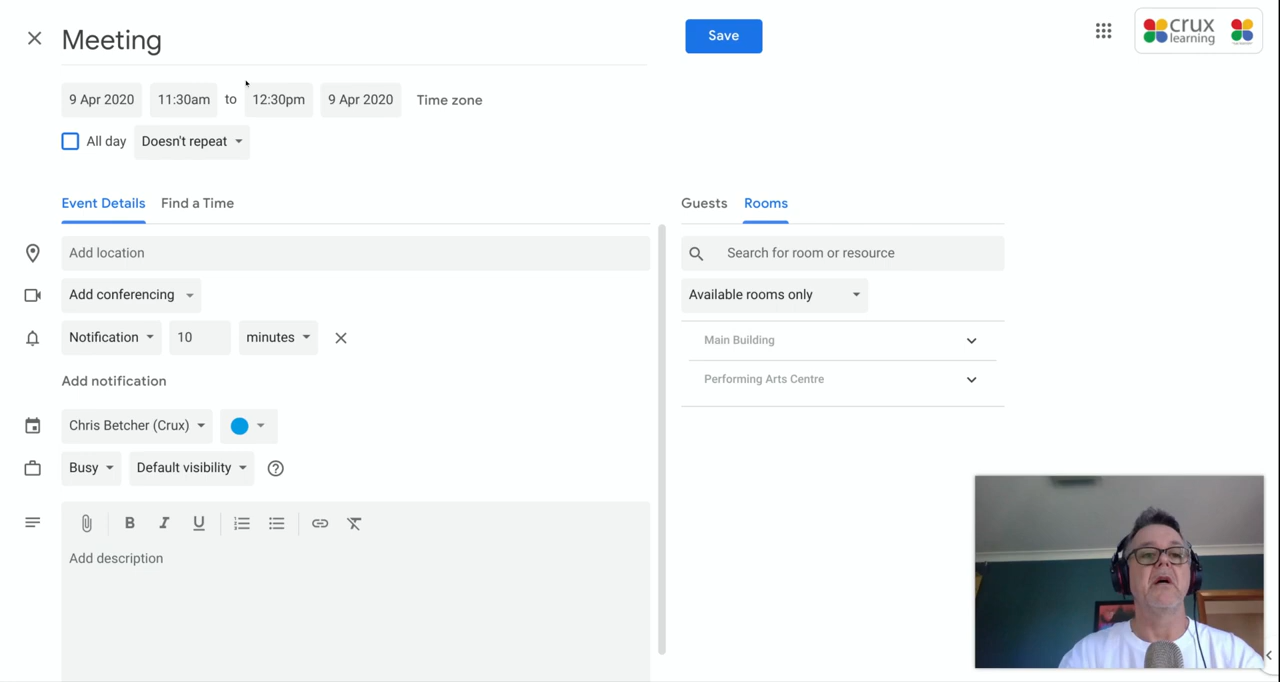 Meeting
Save
crux
learning
9 Apr 2020 11:30am to 12:30pm 9 Apr 2020 Time zone
All day Doesn't repeat
Event Details Find a Time
Guests Rooms
Add location
Search for room or resource
Add conferencing
Available rooms only
Notification 10 minutes
Main Building
Add notification
Performing Arts Centre
Chris Betcher (Crux)
Busy Default visibility
B I U
Add description